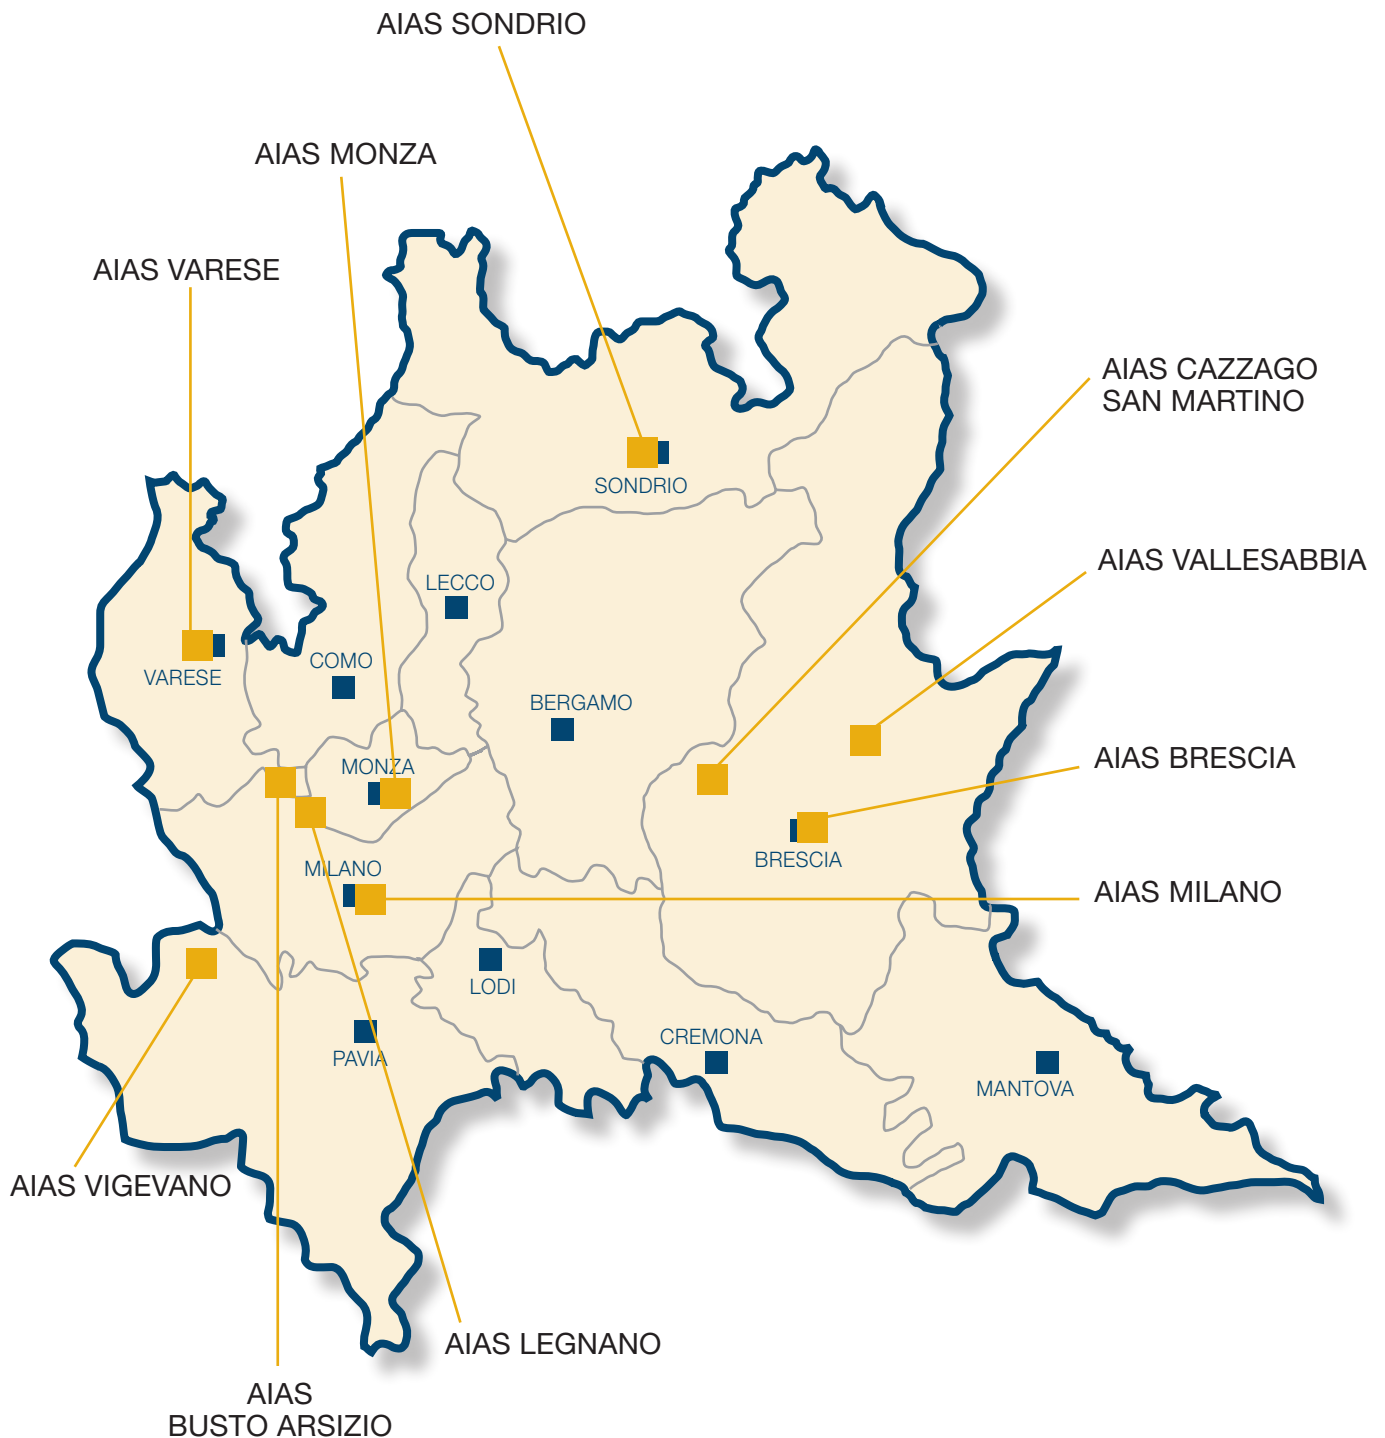 AIAS SONDRIO
AIAS MONZA
AIAS VARESE
AIAS CAZZAGO
SAN MARTINO
SONDRIO
AIAS VALLESABBIA
LECCO
COMO
VARESE
BERGAMO
AIAS BRESCIA
MONZA
BRESCIA
MILANO
AIAS MILANO
LODI
CREMONA
PAVIA
MANTOVA
AIAS VIGEVANO
AIAS LEGNANO
AIAS
BUSTO ARSIZIO